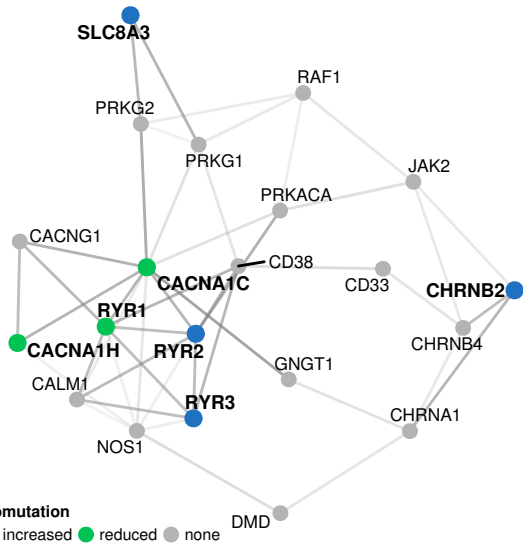 SLC8A3
RAF1
PRKG2
PRKG1
JAK2
PRKACA
CACNG1
CD38
CACNA1C
CD33
CHRNB2
RYR1
CACNA1H
RYR2
CHRNB4
GNGT1
CALM1
RYR3
CHRNA1
NOS1
DMD
omutation
increased reduced none